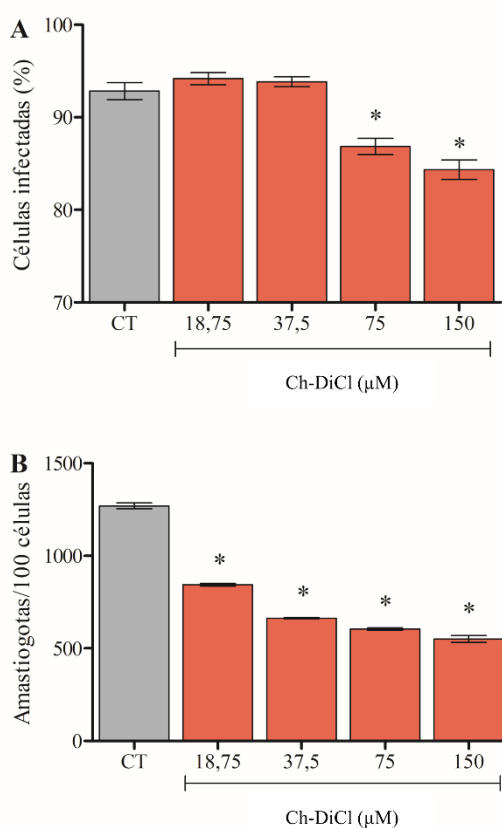 A
Células infectadas (%)
100
90
80
70
* *
CT 18,75 37,5 75 150
Ch-DiCl (µM)
B
Amastiogotas/100 células
1500
1000
500
0
* * * *
CT 18,75 37,5 75 150
Ch-DiCl (µM)